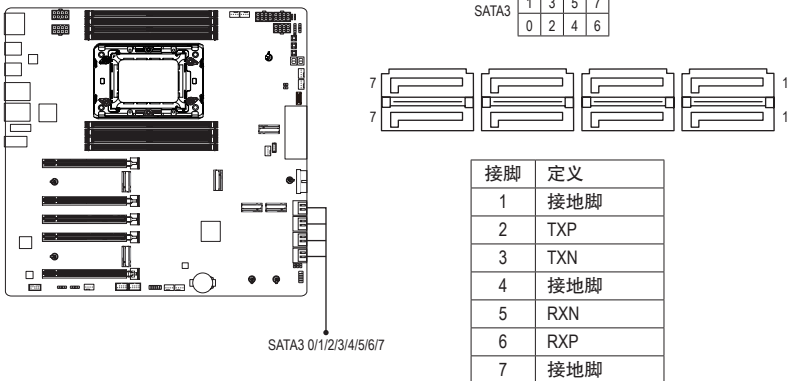 SATA3 1 3 5 7
0 2 4 6
7 1
7 1
接脚 定义
1 接地脚
2 TXP
3 TXN
4 接地脚
5 RXN
6 RXP
7 接地脚
SATA3 0/1/2/3/4/5/6/7